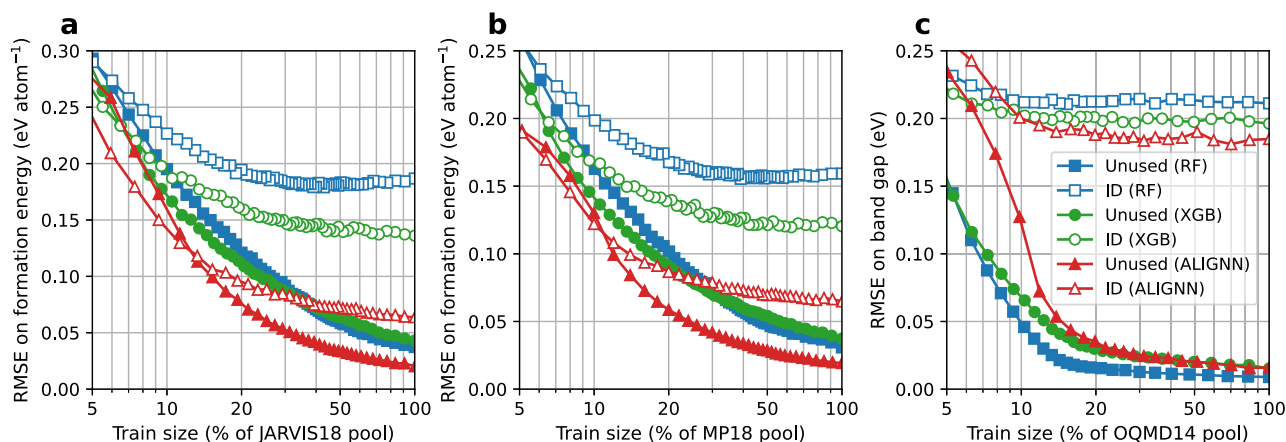 a
RMSE on formation energy (eV atom⁻¹)
0.30
0.25
0.20
0.15
0.10
0.05
0.00
5 10 20 50 100
Train size (% of JARVIS18 pool)
b
RMSE on formation energy (eV atom⁻¹)
0.25
0.20
0.15
0.10
0.05
0.00
5 10 20 50 100
Train size (% of MP18 pool)
c
RMSE on band gap (eV)
0.25
0.20
0.15
0.10
0.05
0.00
5 10 20 50 100
Train size (% of OQMD14 pool)
Unused (RF)
ID (RF)
Unused (XGB)
ID (XGB)
Unused (ALIGNN)
ID (ALIGNN)